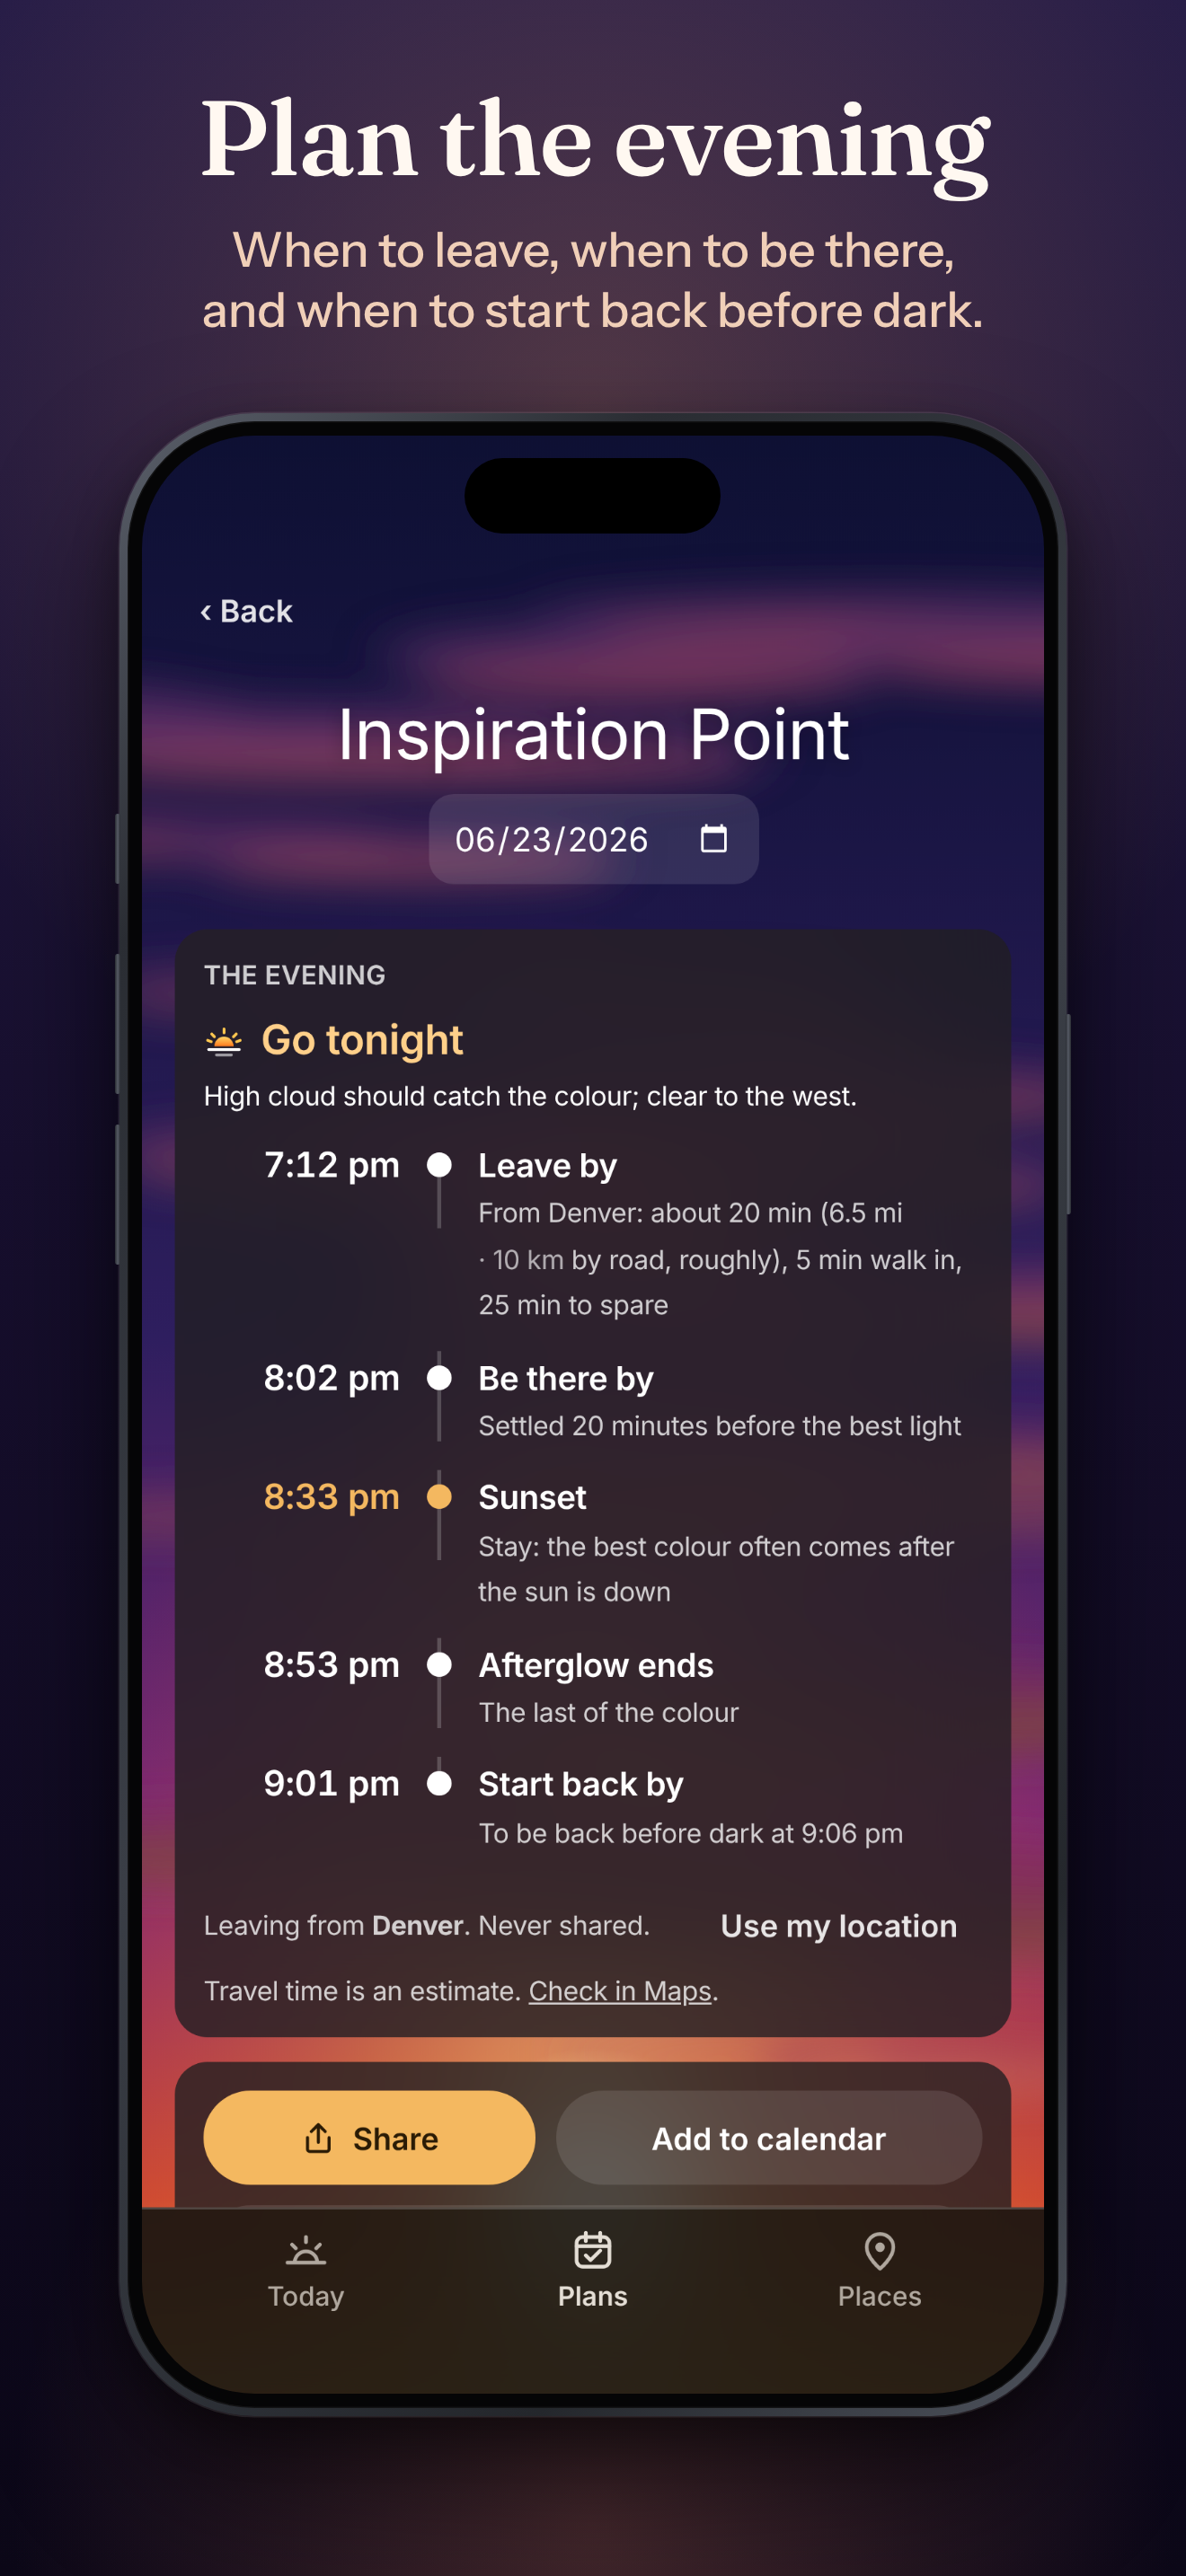 Plan the evening
When to leave, when to be there,
and when to start back before dark.
‹ Back
Inspiration Point
06/23/2026
THE EVENING
Go tonight
High cloud should catch the colour; clear to the west.
7:12 pm
Leave by
From Denver: about 20 min (6.5 mi
· 10 km by road, roughly), 5 min walk in,
25 min to spare
8:02 pm
Be there by
Settled 20 minutes before the best light
8:33 pm
Sunset
Stay: the best colour often comes after
the sun is down
8:53 pm
Afterglow ends
The last of the colour
9:01 pm
Start back by
To be back before dark at 9:06 pm
Leaving from Denver. Never shared.
Use my location
Travel time is an estimate. Check in Maps.
Share
Add to calendar
Today
Plans
Places